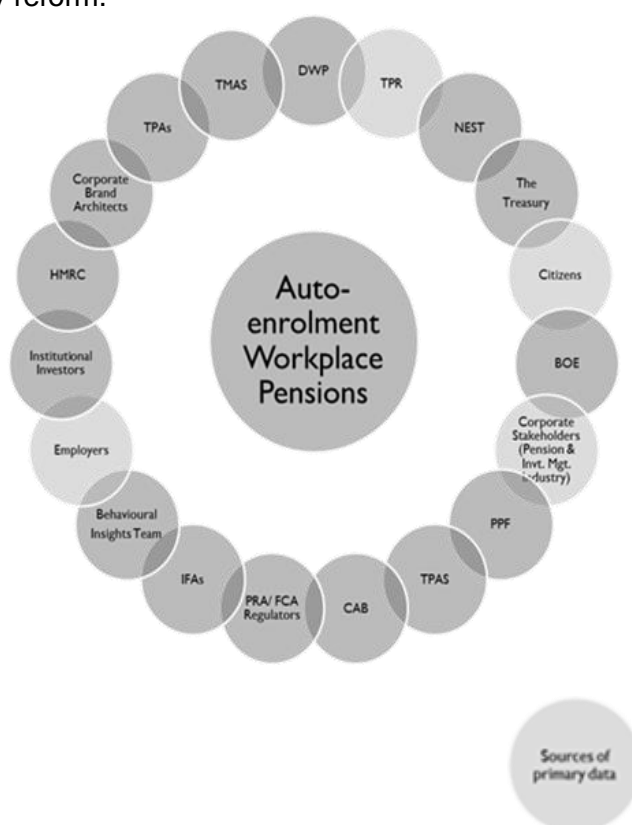 y reform.
DWP
TPR
NEST
The
Treasury
Citizens
BOE
Corporate
Stakeholders
(Pension &
Invt. Mgt.
Industry)
PPF
TPAS
CAB
PRA/ FCA
Regulators
IFAs
Behavioural
Insights Team
Employers
Institutional
Investors
HMRC
Corporate
Brand
Architects
TPAs
TMAS
Auto-
enrolment
Workplace
Pensions
Sources of
primary data